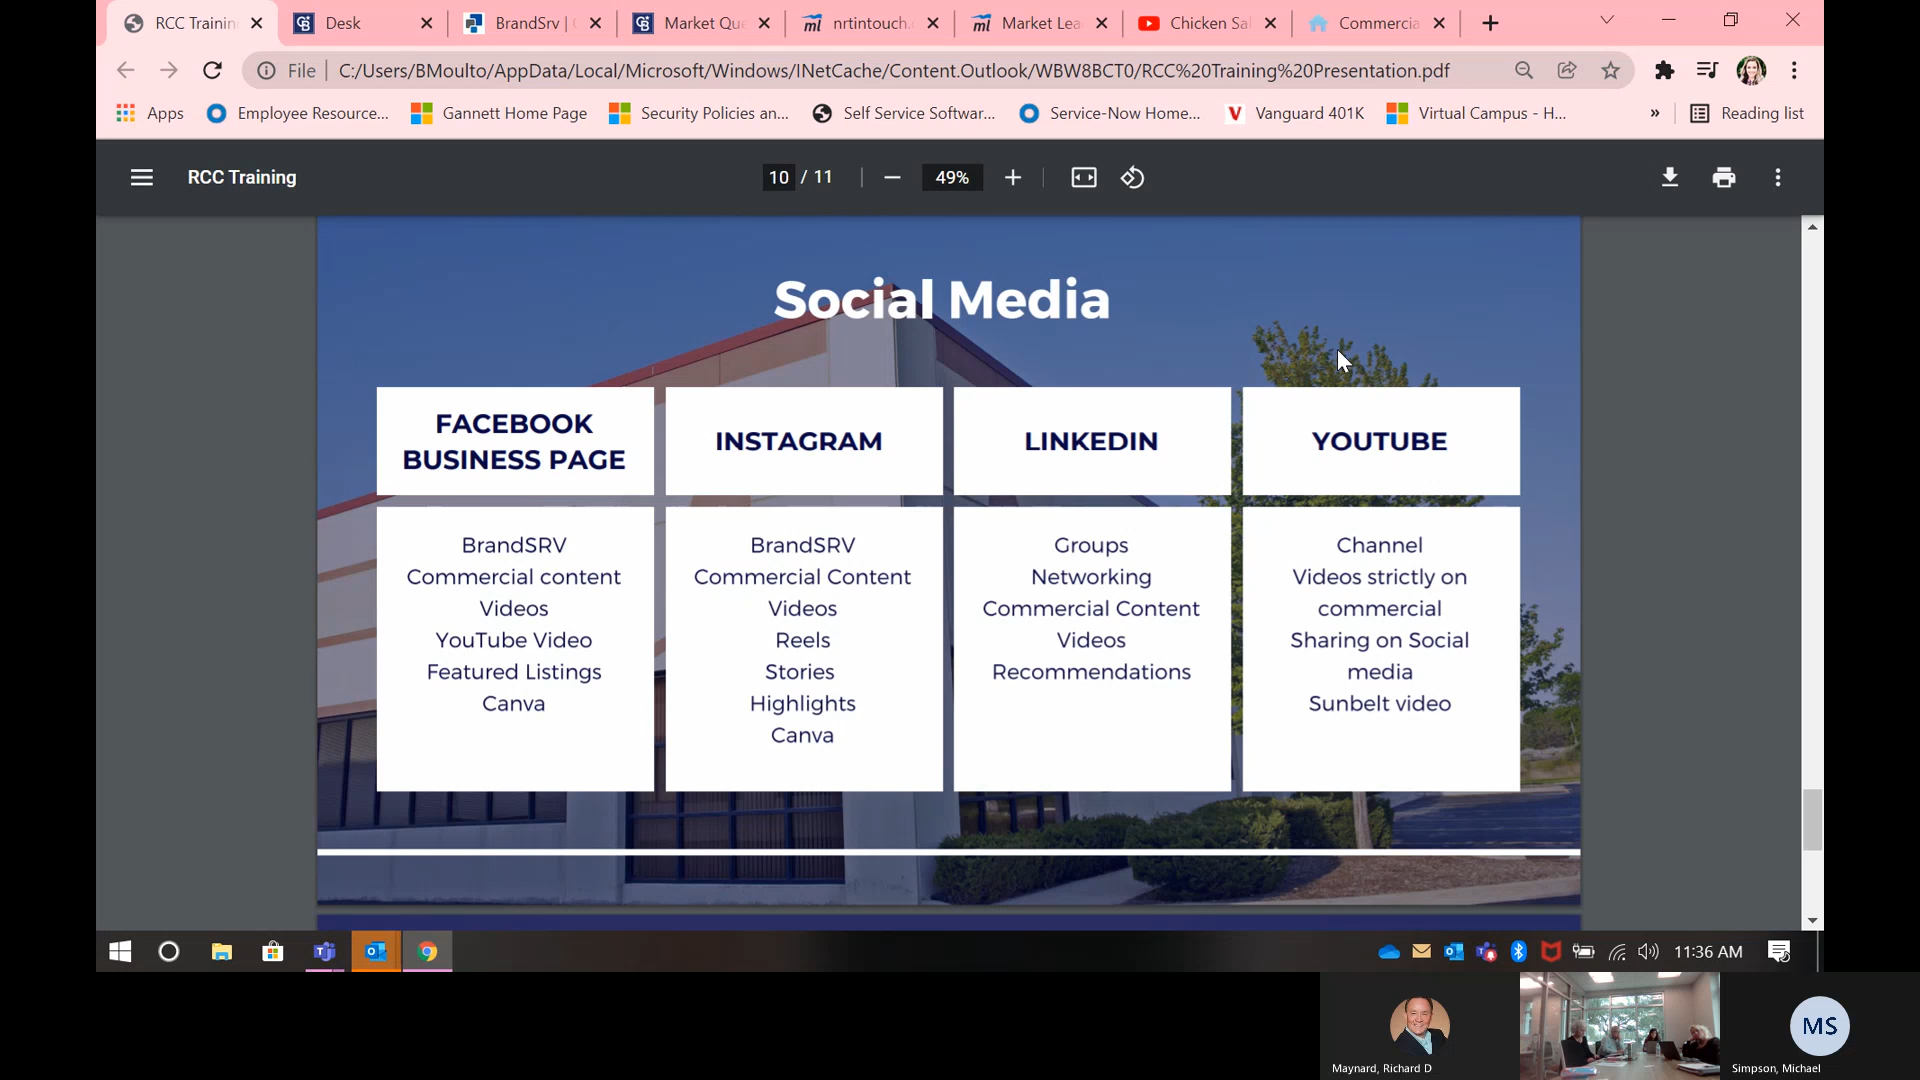 RCC Trainin
Desk
BrandSrv | C
Market Que
nrtintouch.c
Market Lea
Chicken Sal
Commercia
File
C:/Users/BMoulto/AppData/Local/Microsoft/Windows/INetCache/Content.Outlook/WBW8BCT0/RCC%20Training%20Presentation.pdf
Apps
Employee Resource...
Gannett Home Page
Security Policies an...
Self Service Softwar...
Service-Now Home...
Vanguard 401K
Virtual Campus - H...
»
Reading list
RCC Training
10 / 11
49%
Social Media
FACEBOOK
BUSINESS PAGE
BrandSRV
Commercial content
Videos
YouTube Video
Featured Listings
Canva
INSTAGRAM
BrandSRV
Commercial Content
Videos
Reels
Stories
Highlights
Canva
LINKEDIN
Groups
Networking
Commercial Content
Videos
Recommendations
YOUTUBE
Channel
Videos strictly on
commercial
Sharing on Social
media
Sunbelt video
11:36 AM
Maynard, Richard D
MS
Simpson, Michael